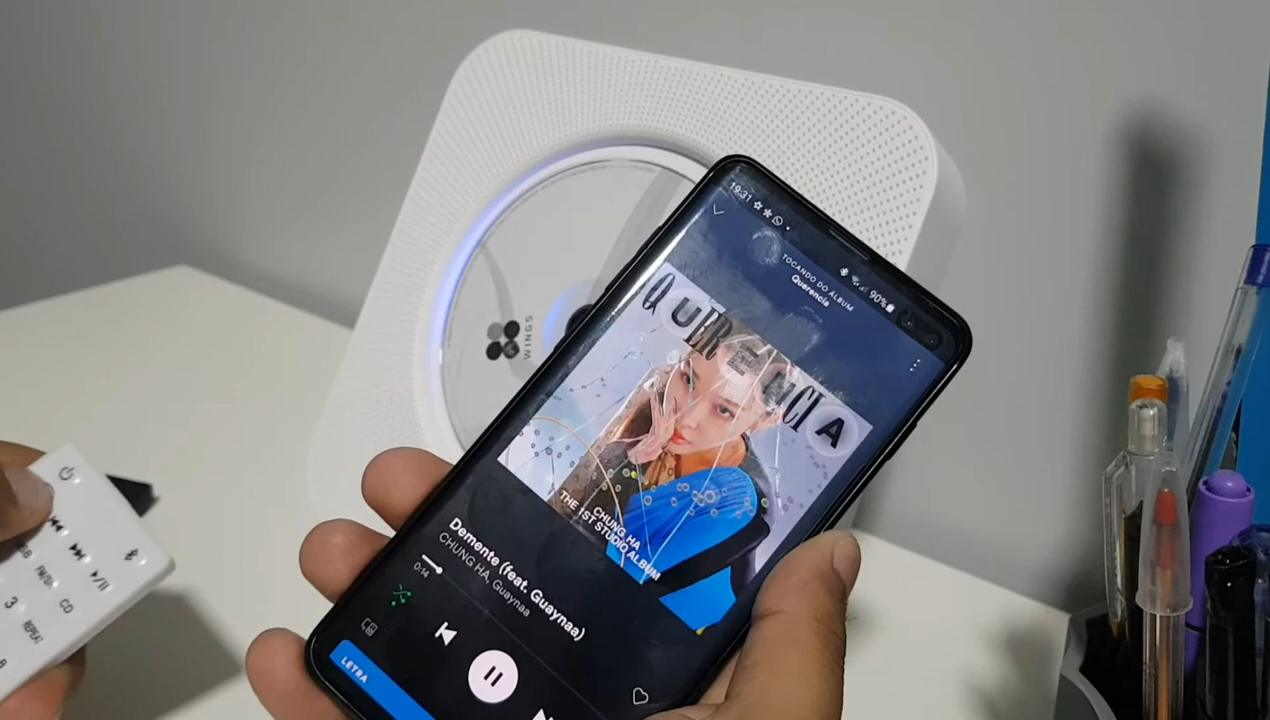 19:31
90%
TOCANDO DO ÁLBUM
Querencia
QUERENCIA
CHUNG HA
THE 1ST STUDIO ALBUM
Demente (feat. Guaynaa)
CHUNG HA, Guaynaa
0:14
LETRA
WINGS
CD
3
REPEAT